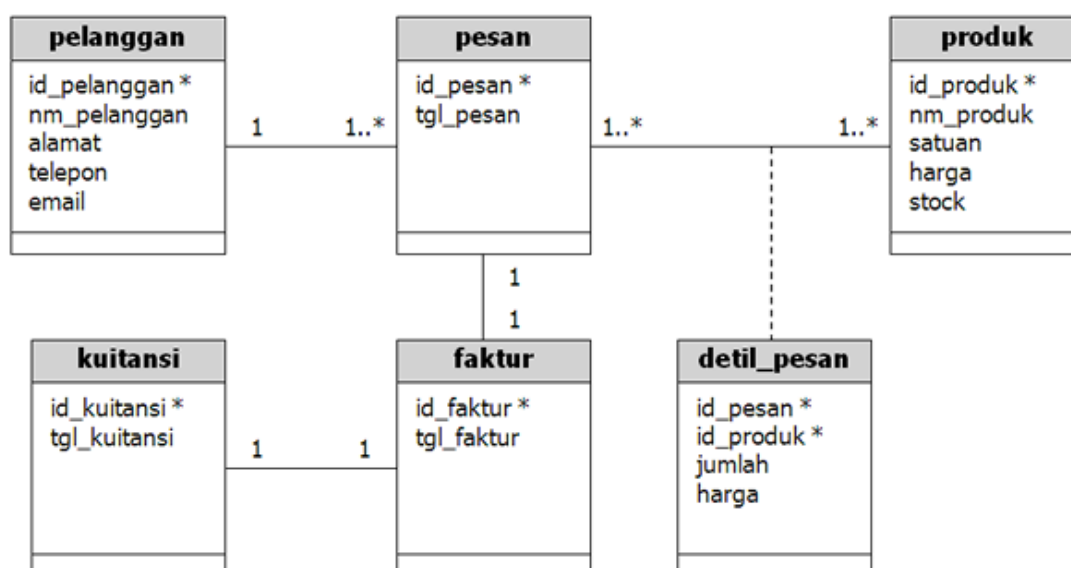 pelanggan
id_pelanggan *
nm_pelanggan
alamat
telepon
email
1
1..*
pesan
id_pesan *
tgl_pesan
1..*
1..*
produk
id_produk *
nm_produk
satuan
harga
stock
1
1
kuitansi
id_kuitansi *
tgl_kuitansi
1
1
faktur
id_faktur *
tgl_faktur
detil_pesan
id_pesan *
id_produk *
jumlah
harga